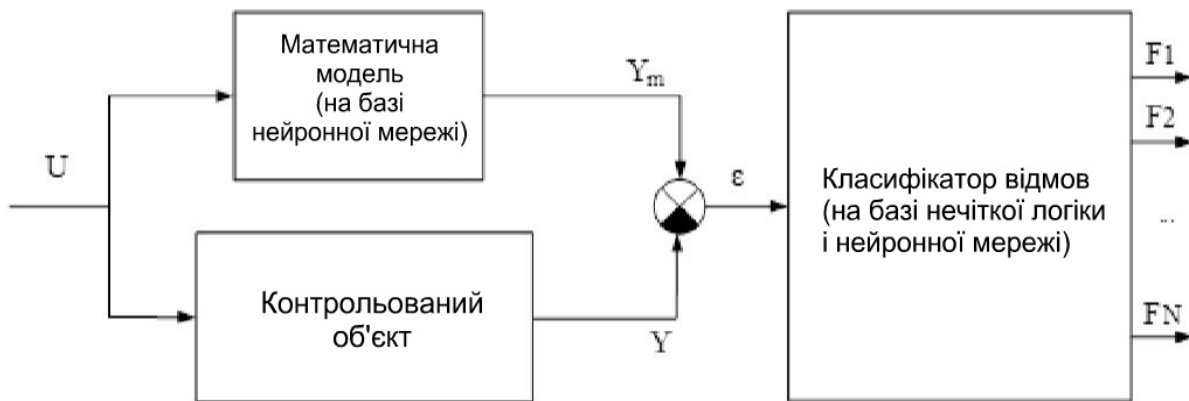 Математична
модель
(на базі
нейронної мережі)
U
Yₘ
ε
Контрольований
об'єкт
Y
Класифікатор відмов
(на базі нечіткої логіки
і нейронної мережі)
F1
F2
...
FN